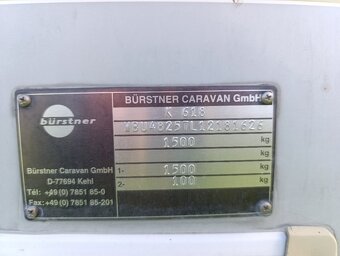 bürstner
BÜRSTNER CARAVAN GmbH
K 618
1500 kg
kg
Bürstner Caravan GmbH
D-77694 Kehl
Tél: +49 (0) 7851 85-0
Fax:+49 (0) 7851 85-201
1- 1500 kg
2- 100 kg